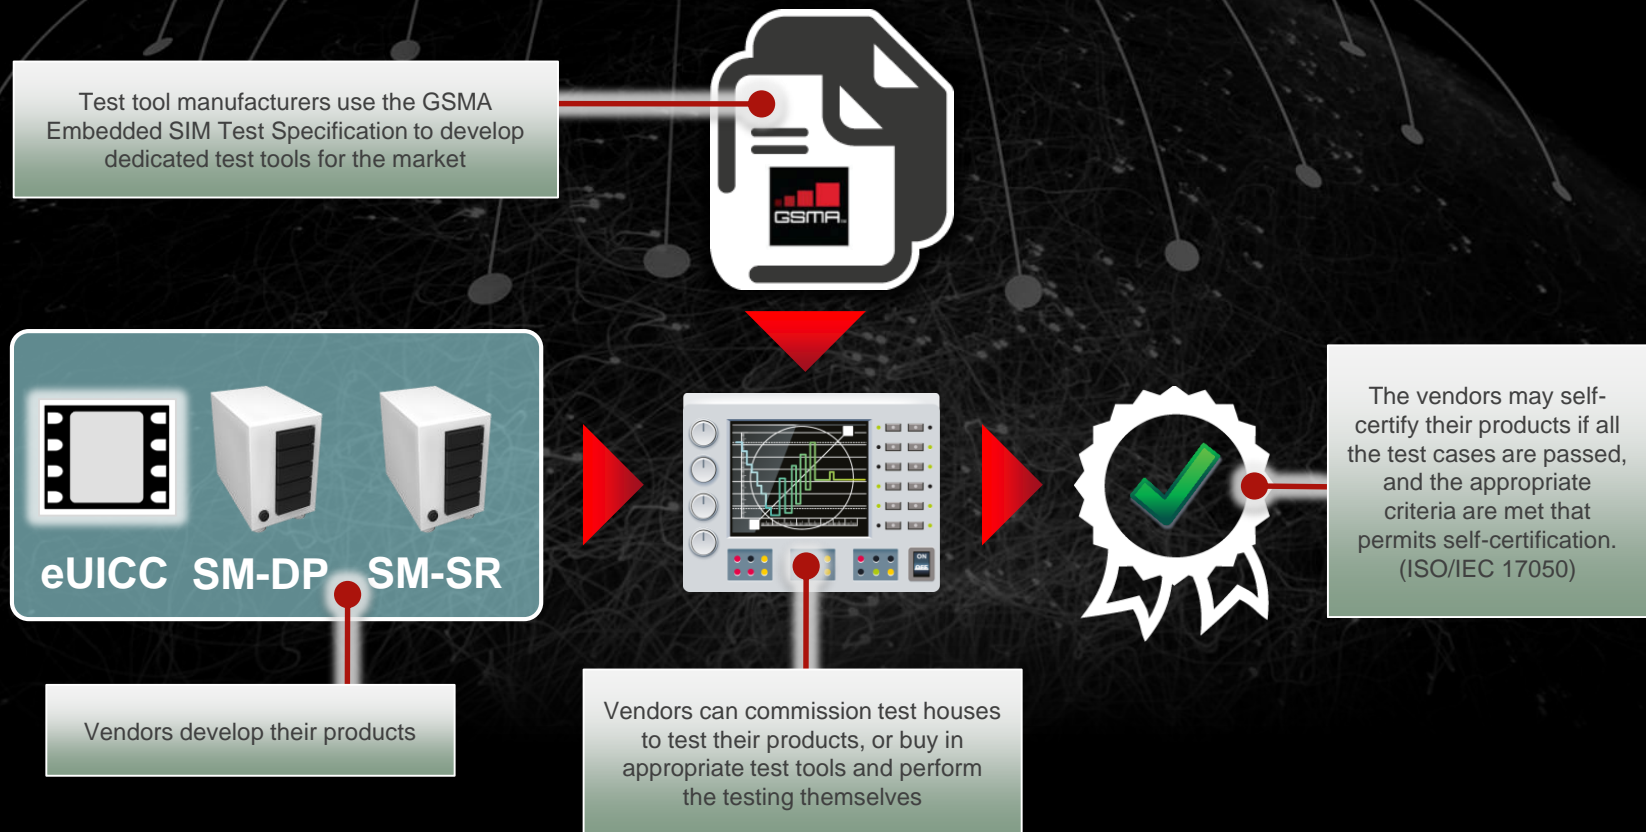 Test tool manufacturers use the GSMA
Embedded SIM Test Specification to develop
dedicated test tools for the market
GSMA
eUICC SM-DP SM-SR
ON
The vendors may self-
certify their products if all
the test cases are passed,
and the appropriate
criteria are met that
permits self-certification.
(ISO/IEC 17050)
Vendors develop their products
Vendors can commission test houses
to test their products, or buy in
appropriate test tools and perform
the testing themselves